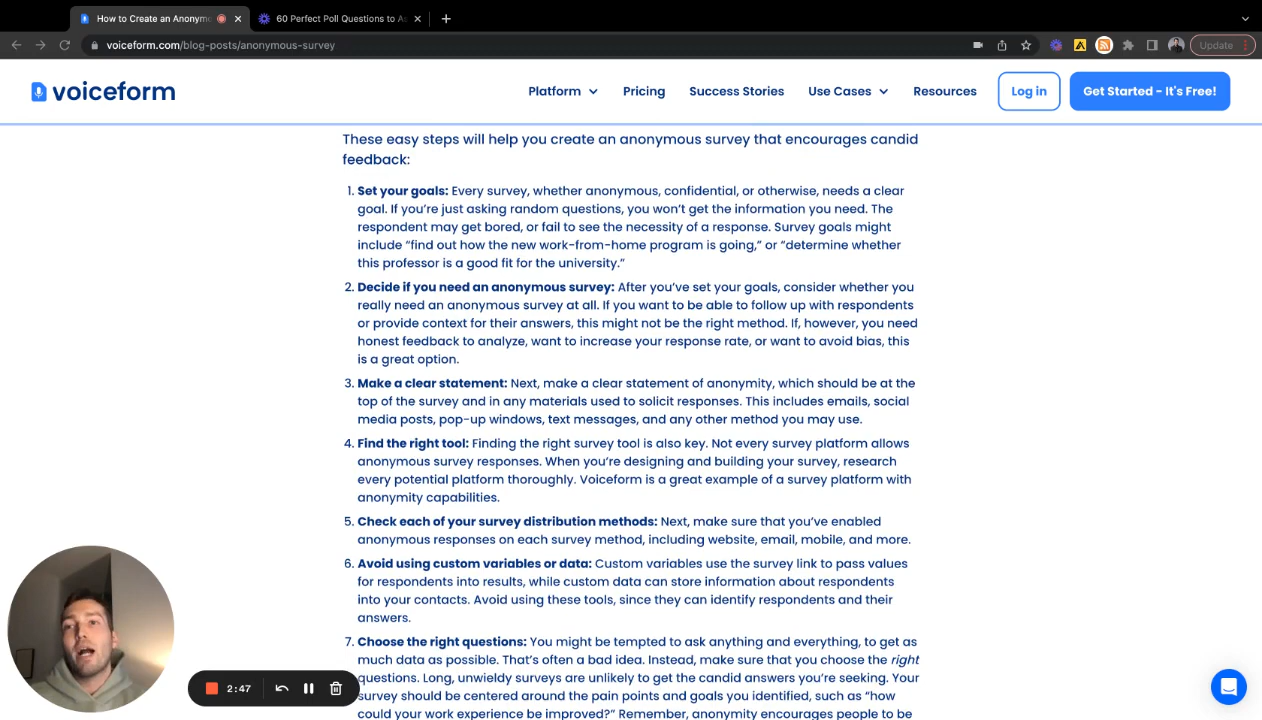 How to Create an Anonymo
60 Perfect Poll Questions to As
voiceform.com/blog-posts/anonymous-survey
Update
voiceform
Platform
Pricing
Success Stories
Use Cases
Resources
Log in
Get Started - It's Free!
These easy steps will help you create an anonymous survey that encourages candid
feedback:
1. Set your goals: Every survey, whether anonymous, confidential, or otherwise, needs a clear
goal. If you’re just asking random questions, you won’t get the information you need. The
respondent may get bored, or fail to see the necessity of a response. Survey goals might
include “find out how the new work-from-home program is going,” or “determine whether
this professor is a good fit for the university.”
2. Decide if you need an anonymous survey: After you’ve set your goals, consider whether you
really need an anonymous survey at all. If you want to be able to follow up with respondents
or provide context for their answers, this might not be the right method. If, however, you need
honest feedback to analyze, want to increase your response rate, or want to avoid bias, this
is a great option.
3. Make a clear statement: Next, make a clear statement of anonymity, which should be at the
top of the survey and in any materials used to solicit responses. This includes emails, social
media posts, pop-up windows, text messages, and any other method you may use.
4. Find the right tool: Finding the right survey tool is also key. Not every survey platform allows
anonymous survey responses. When you’re designing and building your survey, research
every potential platform thoroughly. Voiceform is a great example of a survey platform with
anonymity capabilities.
5. Check each of your survey distribution methods: Next, make sure that you’ve enabled
anonymous responses on each survey method, including website, email, mobile, and more.
6. Avoid using custom variables or data: Custom variables use the survey link to pass values
for respondents into results, while custom data can store information about respondents
into your contacts. Avoid using these tools, since they can identify respondents and their
answers.
7. Choose the right questions: You might be tempted to ask anything and everything, to get as
much data as possible. That’s often a bad idea. Instead, make sure that you choose the right
questions. Long, unwieldy surveys are unlikely to get the candid answers you’re seeking. Your
survey should be centered around the pain points and goals you identified, such as “how
could your work experience be improved?” Remember, anonymity encourages people to be
2:47